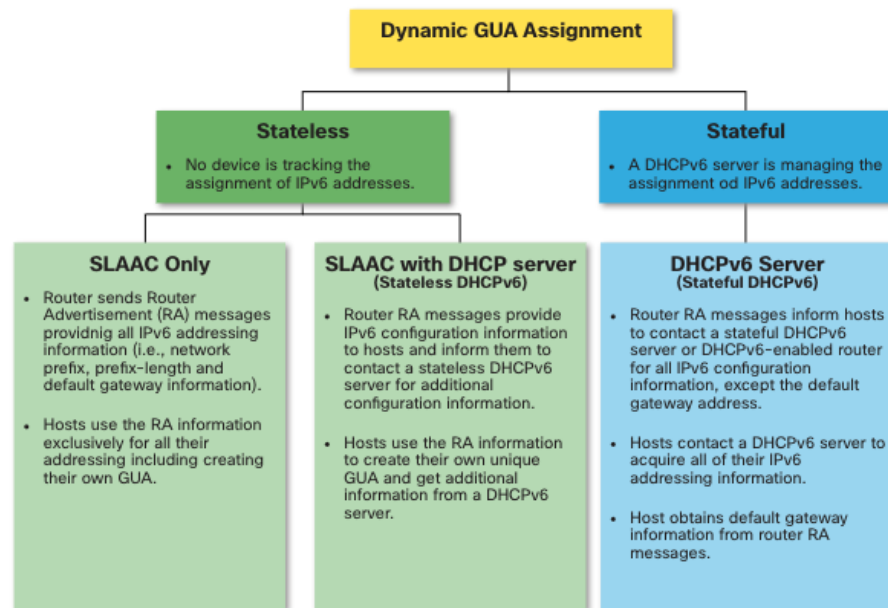 Dynamic GUA Assignment
Stateless
• No device is tracking the
assignment of IPv6 addresses.
Stateful
• A DHCPv6 server is managing the
assignment od IPv6 addresses.
SLAAC Only
• Router sends Router
Advertisement (RA) messages
providnig all IPv6 addressing
information (i.e., network
prefix, prefix-length and
default gateway information).
• Hosts use the RA information
exclusively for all their
addressing including creating
their own GUA.
SLAAC with DHCP server
(Stateless DHCPv6)
• Router RA messages provide
IPv6 configuration information
to hosts and inform them to
contact a stateless DHCPv6
server for additional
configuration information.
• Hosts use the RA information
to create their own unique
GUA and get additional
information from a DHCPv6
server.
DHCPv6 Server
(Stateful DHCPv6)
• Router RA messages inform hosts
to contact a stateful DHCPv6
server or DHCPv6-enabled router
for all IPv6 configuration
information, except the default
gateway address.
• Hosts contact a DHCPv6 server to
acquire all of their IPv6
addressing information.
• Host obtains default gateway
information from router RA
messages.